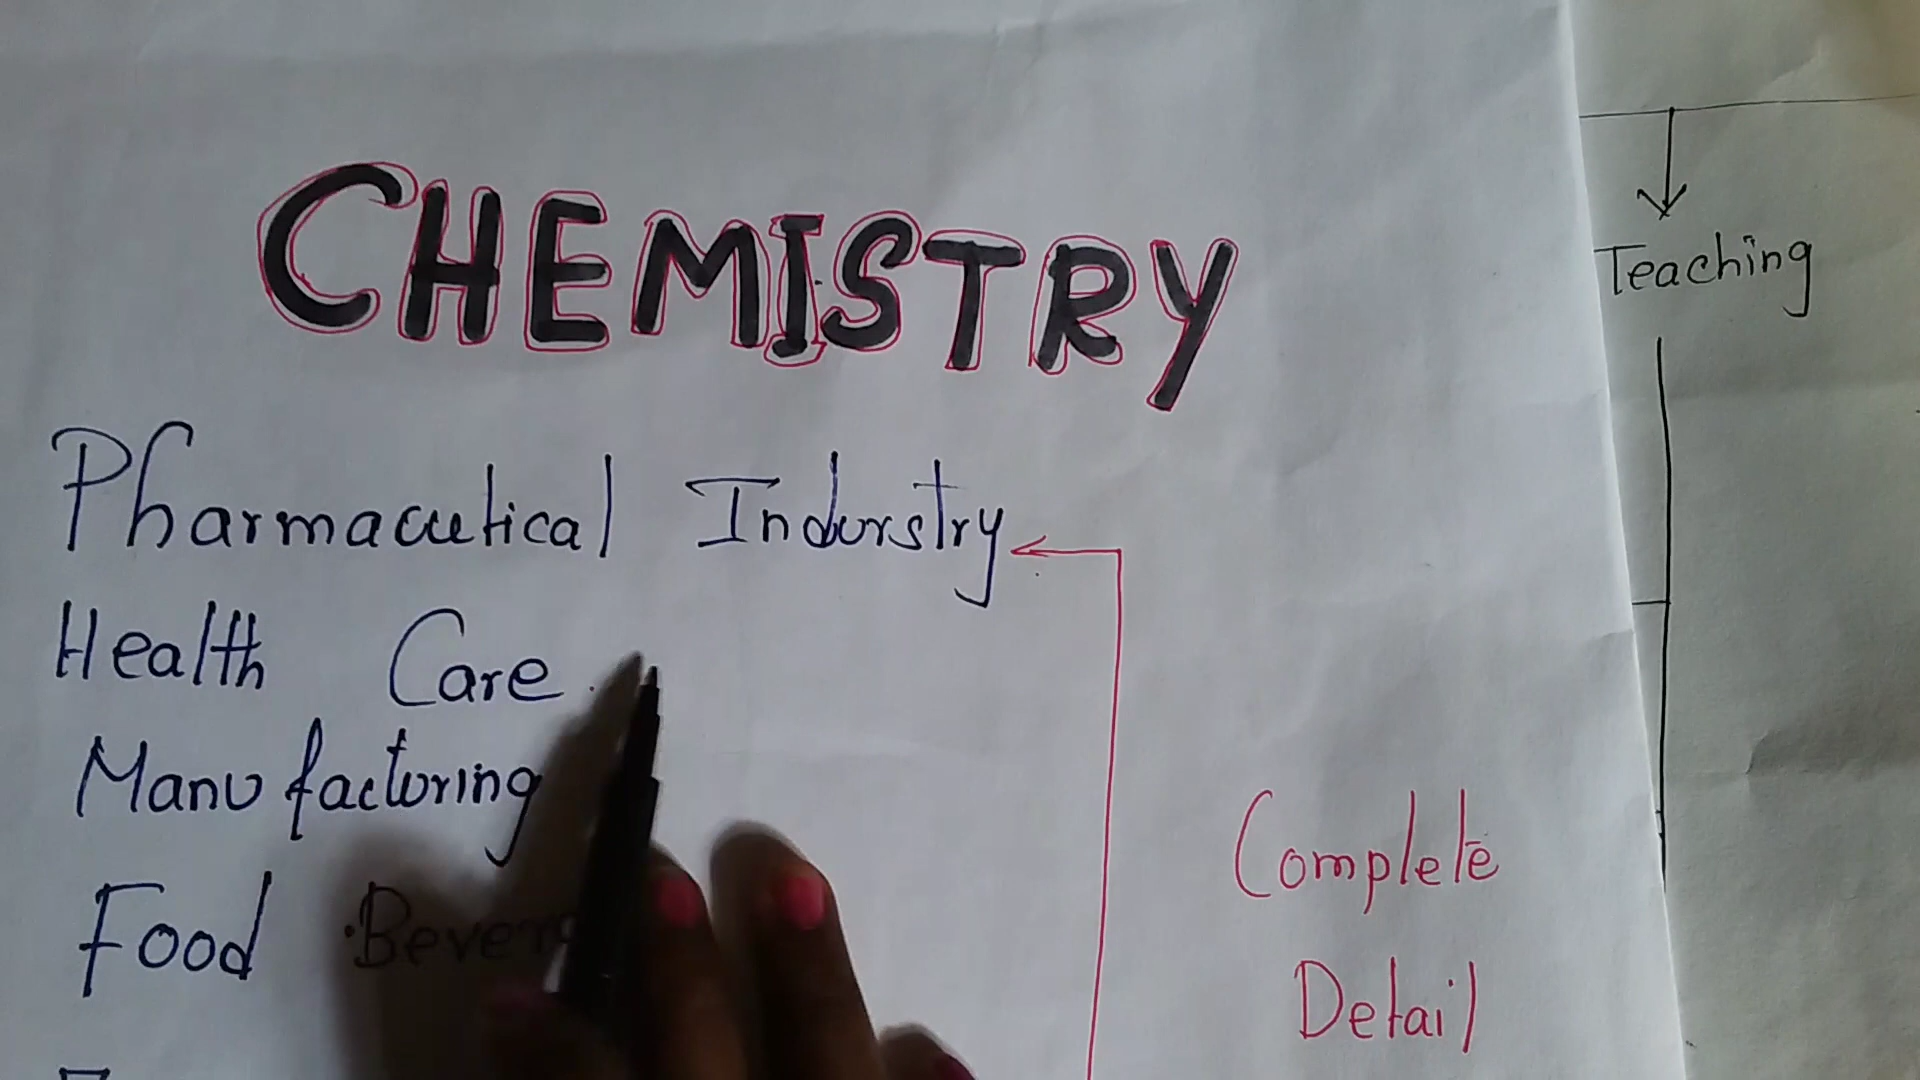 CHEMISTRY
Teaching
Pharmacutical Indurstry
Health Care
Manufacturing
Food
Complete
Detail